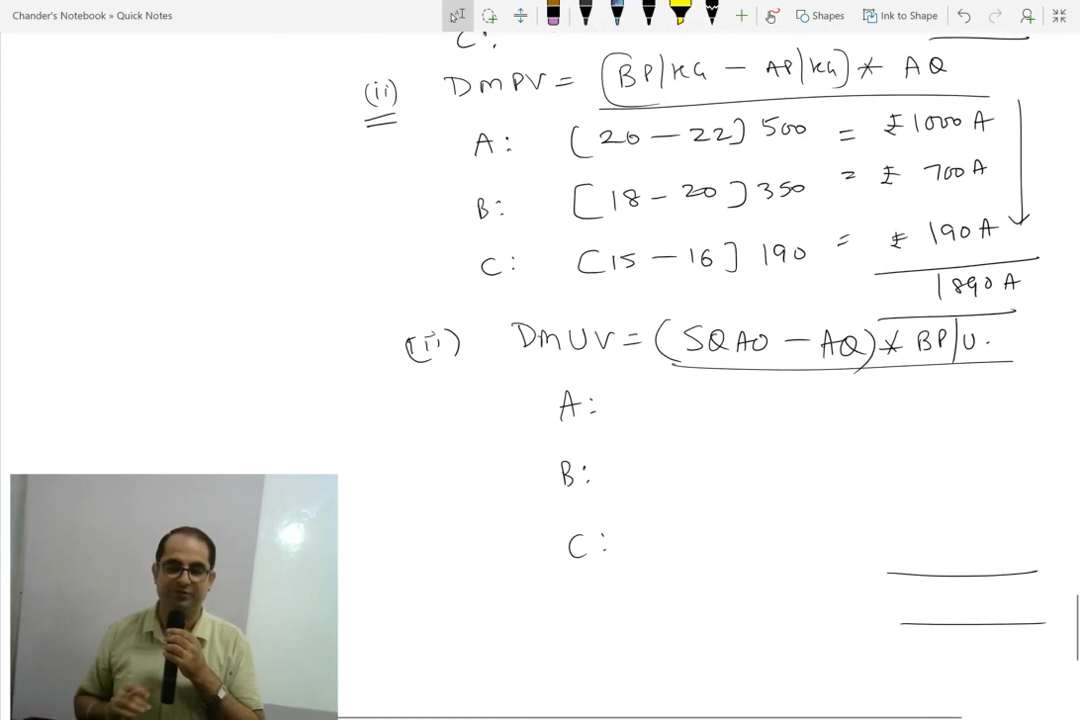 Chander's Notebook » Quick Notes
Shapes
Ink to Shape
C:
(ii) DMPV = [BP/KG - AP/KG] * AQ
A: (20 - 22) 500 = ₹ 1000 A
B: [18 - 20] 350 = ₹ 700 A
C: [15 - 16] 190 = ₹ 190 A
1890 A
(iii) DMUV = (SQAO - AQ) * BP/U.
A:
B:
C: